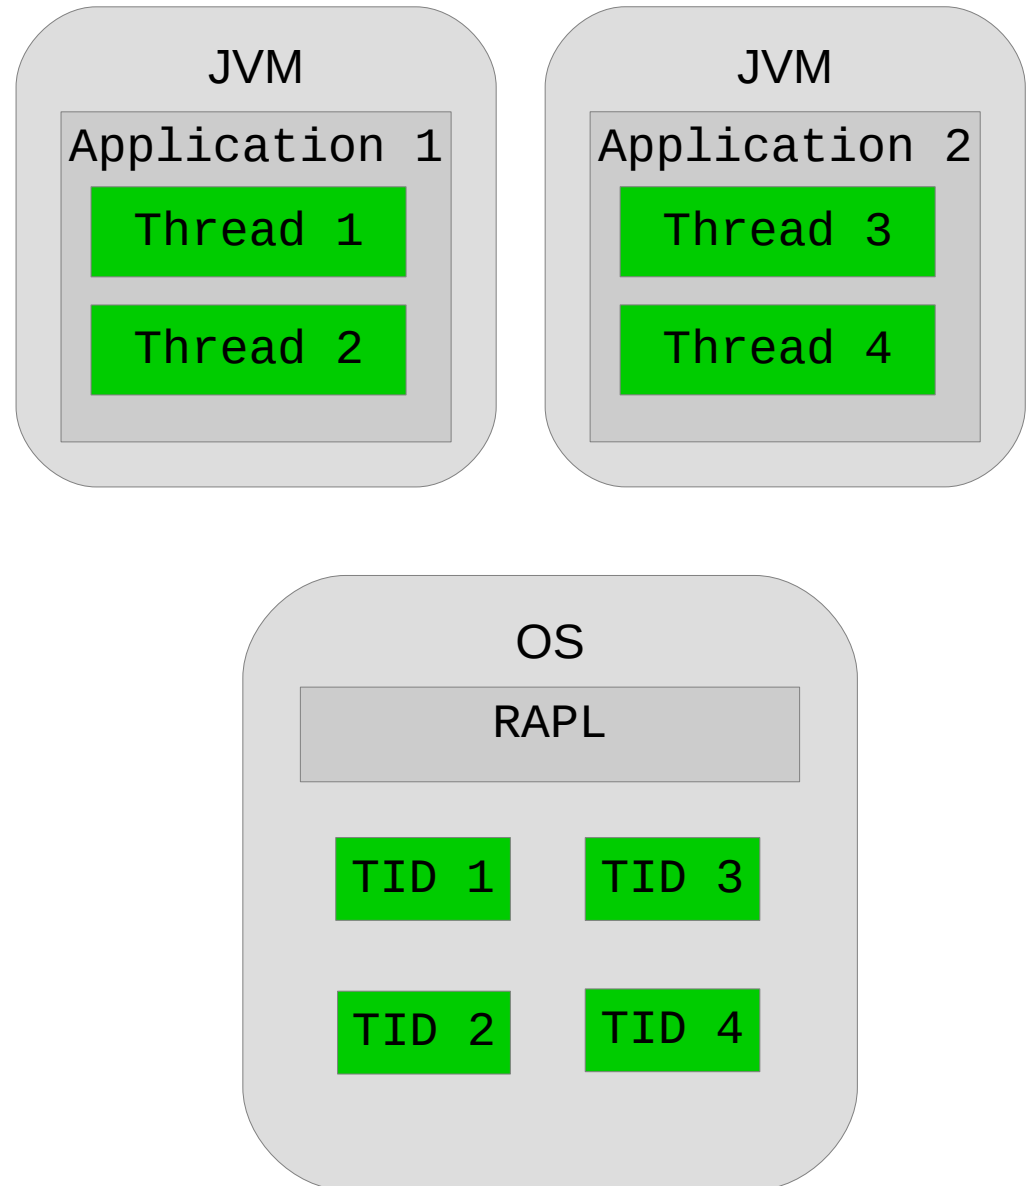 JVM
Application 1
Thread 1
Thread 2
JVM
Application 2
Thread 3
Thread 4
OS
RAPL
TID 1
TID 3
TID 2
TID 4